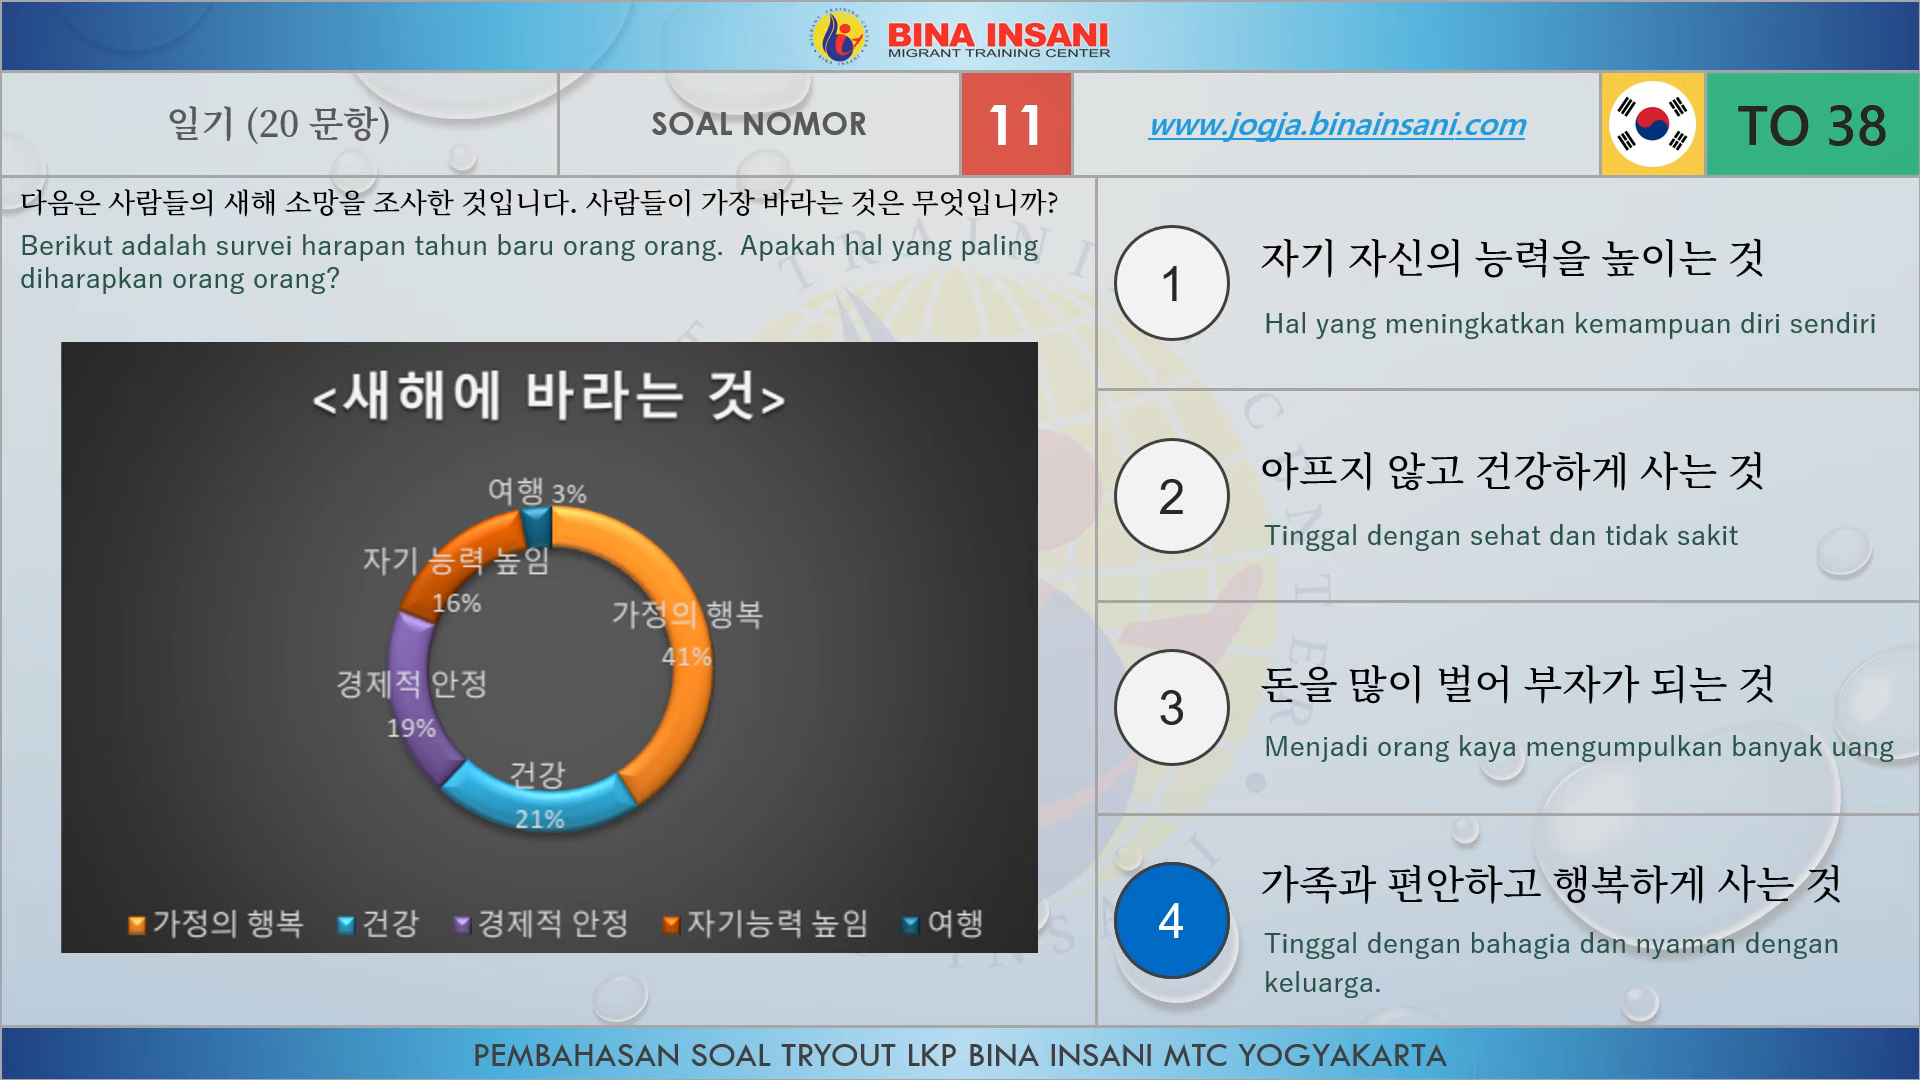 BINA INSANI
MIGRANT TRAINING CENTER
일기 (20 문항)
SOAL NOMOR
11
www.jogja.binainsani.com
TO 38
다음은 사람들의 새해 소망을 조사한 것입니다. 사람들이 가장 바라는 것은 무엇입니까?
Berikut adalah survei harapan tahun baru orang orang.  Apakah hal yang paling
diharapkan orang orang?
<새해에 바라는 것>
여행 3%
자기 능력 높임
16%
가정의 행복
41%
경제적 안정
19%
건강
21%
가정의 행복
건강
경제적 안정
자기능력 높임
여행
1
자기 자신의 능력을 높이는 것
Hal yang meningkatkan kemampuan diri sendiri
2
아프지 않고 건강하게 사는 것
Tinggal dengan sehat dan tidak sakit
3
돈을 많이 벌어 부자가 되는 것
Menjadi orang kaya mengumpulkan banyak uang
4
가족과 편안하고 행복하게 사는 것
Tinggal dengan bahagia dan nyaman dengan
keluarga.
PEMBAHASAN SOAL TRYOUT LKP BINA INSANI MTC YOGYAKARTA